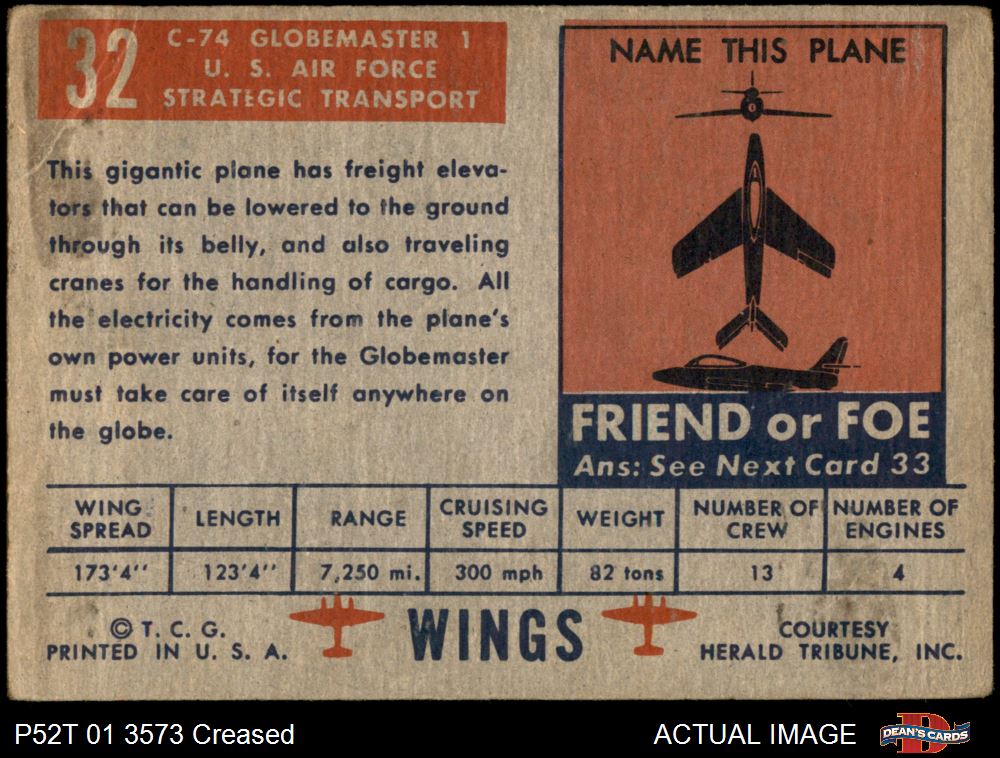 32
C-74 GLOBEMASTER 1
U. S. AIR FORCE
STRATEGIC TRANSPORT
This gigantic plane has freight eleva-
tors that can be lowered to the ground
through its belly, and also traveling
cranes for the handling of cargo. All
the electricity comes from the plane's
own power units, for the Globemaster
must take care of itself anywhere on
the globe.
NAME THIS PLANE
FRIEND or FOE
Ans: See Next Card 33
WING SPREAD LENGTH RANGE CRUISING SPEED WEIGHT NUMBER OF CREW NUMBER OF ENGINES
173'4'' 123'4'' 7,250 mi. 300 mph 82 tons 13 4
© T. C. G.
PRINTED IN U. S. A.
WINGS
COURTESY
HERALD TRIBUNE, INC.
P52T 01 3573 Creased
ACTUAL IMAGE
D
DEAN'S CARDS